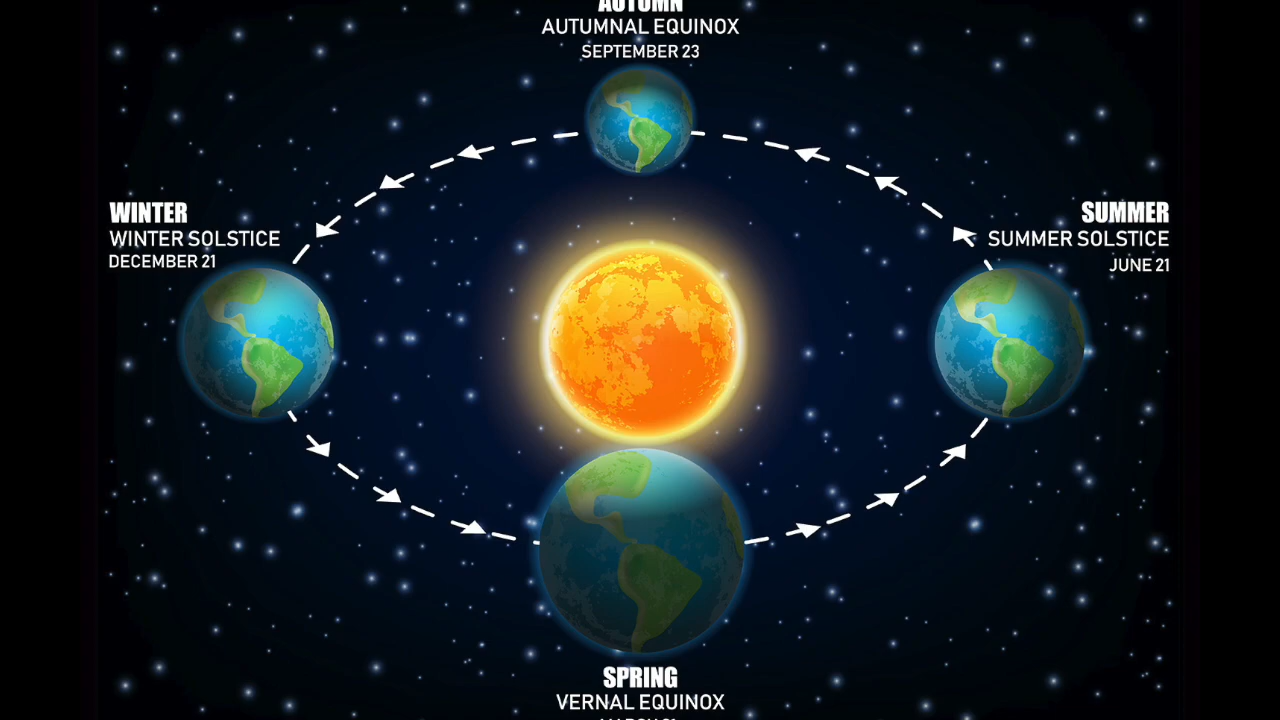 AUTUMN
AUTUMNAL EQUINOX
SEPTEMBER 23
WINTER
WINTER SOLSTICE
DECEMBER 21
SUMMER
SUMMER SOLSTICE
JUNE 21
SPRING
VERNAL EQUINOX